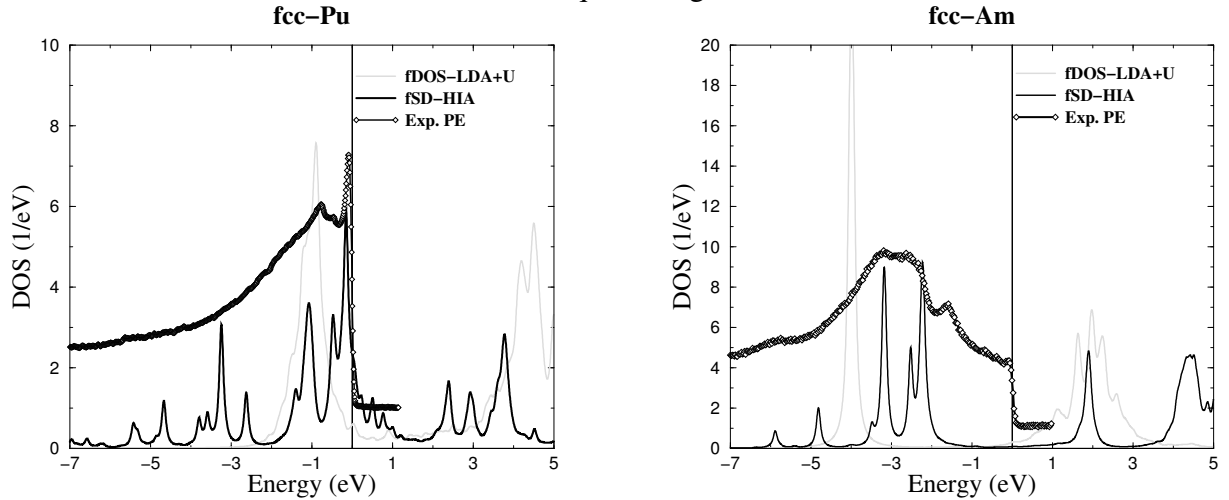 fcc−Pu
10
8
6
4
2
0
DOS (1/eV)
fDOS−LDA+U
fSD−HIA
Exp. PE
−7 −5 −3 −1 1 3 5
Energy (eV)
fcc−Am
20
18
16
14
12
10
8
6
4
2
0
DOS (1/eV)
fDOS−LDA+U
fSD−HIA
Exp. PE
−7 −5 −3 −1 1 3 5
Energy (eV)